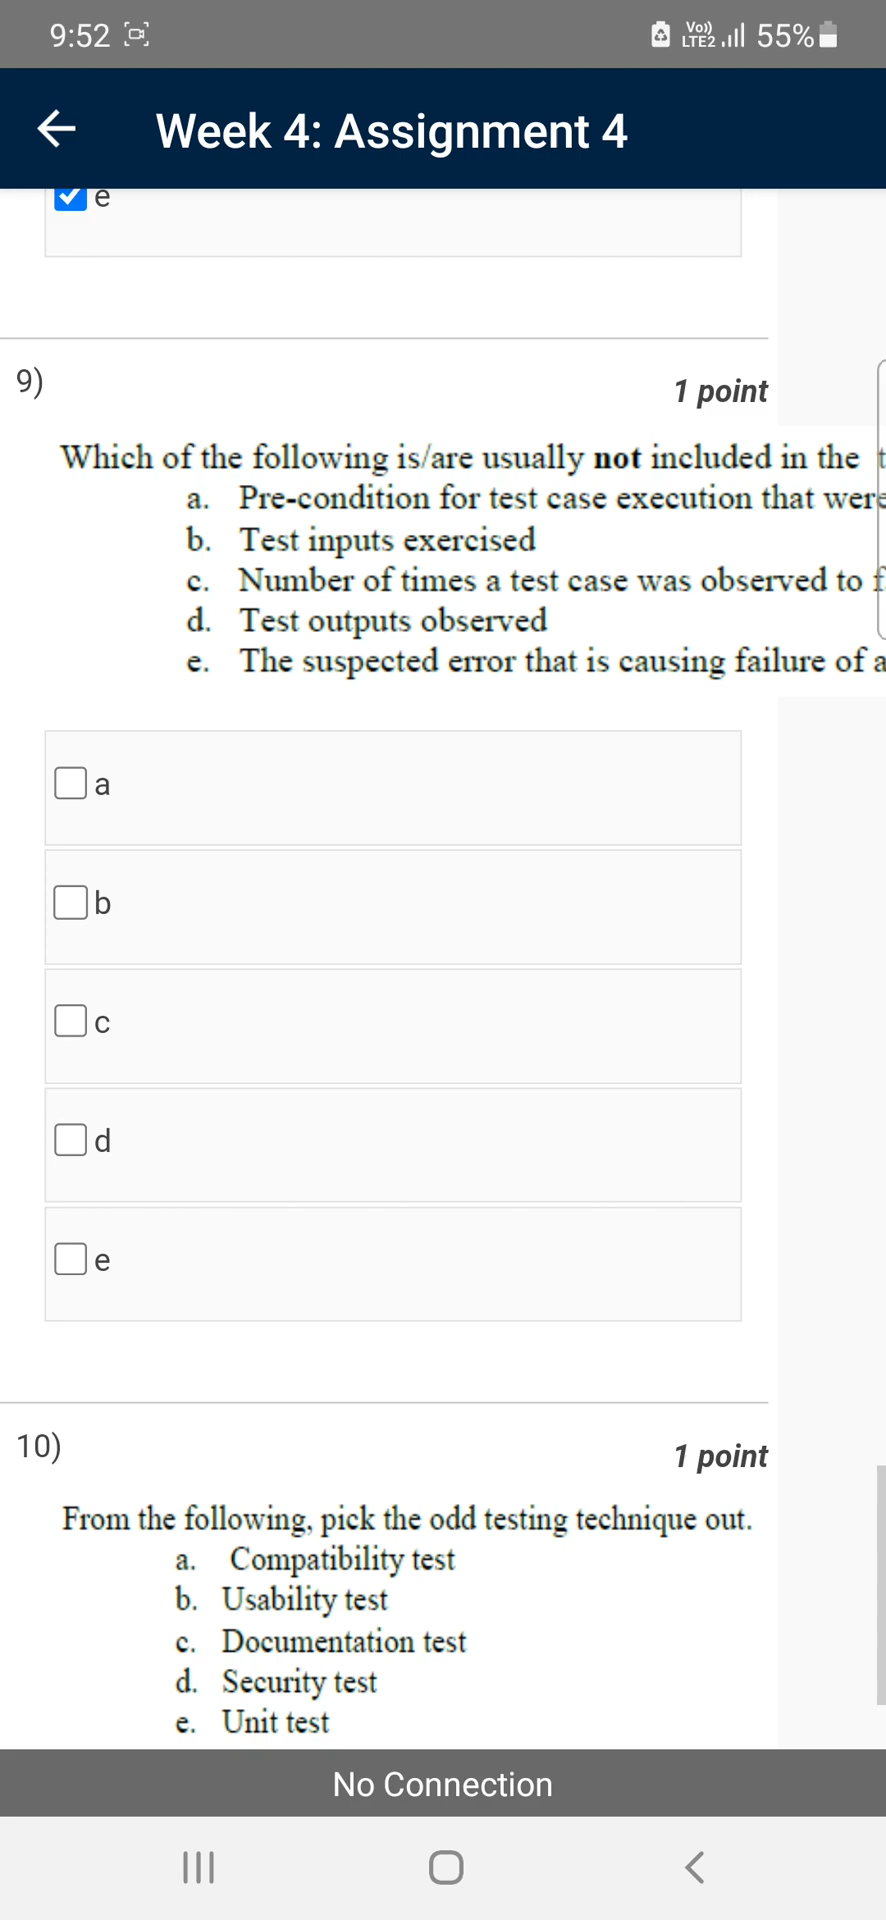 9:52
Vo)) LTE2 55%
Week 4: Assignment 4
e
9)
1 point
Which of the following is/are usually not included in the
a. Pre-condition for test case execution that were
b. Test inputs exercised
c. Number of times a test case was observed to
d. Test outputs observed
e. The suspected error that is causing failure of a
a
b
c
d
e
10)
1 point
From the following, pick the odd testing technique out.
a. Compatibility test
b. Usability test
c. Documentation test
d. Security test
e. Unit test
No Connection